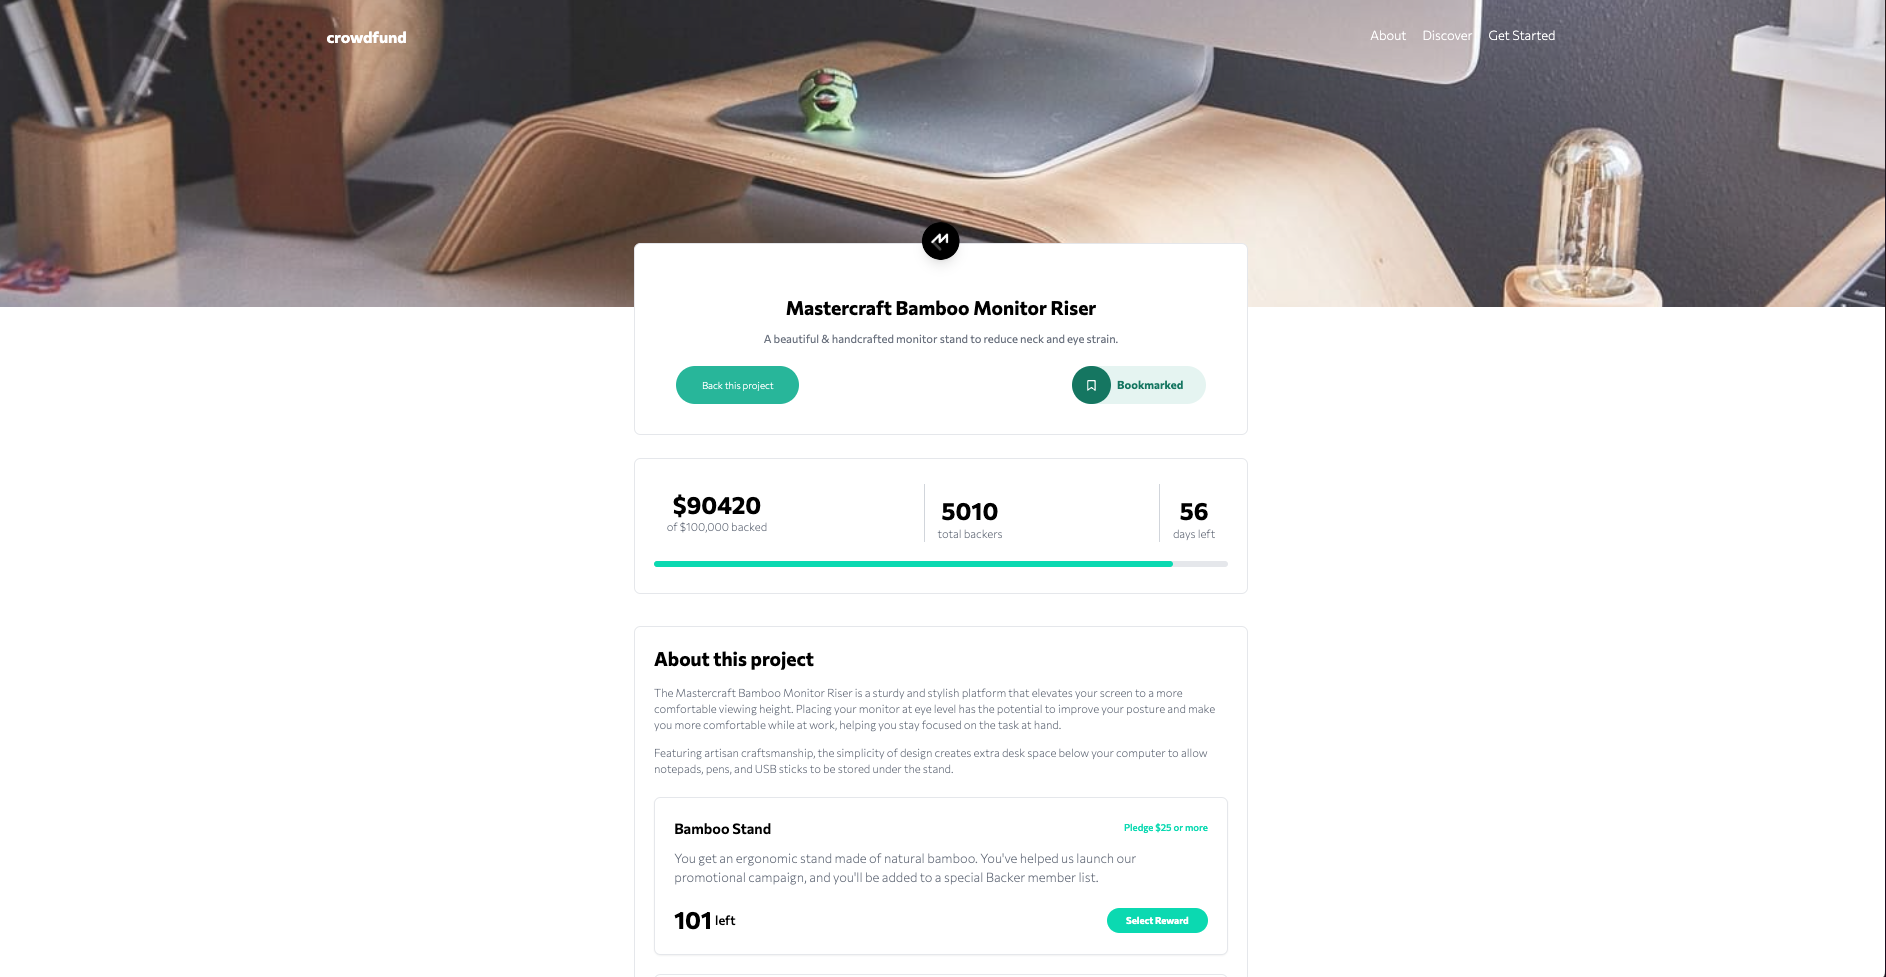 crowdfund
About Discover Get Started
Mastercraft Bamboo Monitor Riser
A beautiful & handcrafted monitor stand to reduce neck and eye strain.
Back this project
Bookmarked
$90420
of $100,000 backed
5010
total backers
56
days left
About this project
The Mastercraft Bamboo Monitor Riser is a sturdy and stylish platform that elevates your screen to a more
comfortable viewing height. Placing your monitor at eye level has the potential to improve your posture and make
you more comfortable while at work, helping you stay focused on the task at hand.
Featuring artisan craftsmanship, the simplicity of design creates extra desk space below your computer to allow
notepads, pens, and USB sticks to be stored under the stand.
Bamboo Stand
Pledge $25 or more
You get an ergonomic stand made of natural bamboo. You've helped us launch our
promotional campaign, and you'll be added to a special Backer member list.
101 left
Select Reward